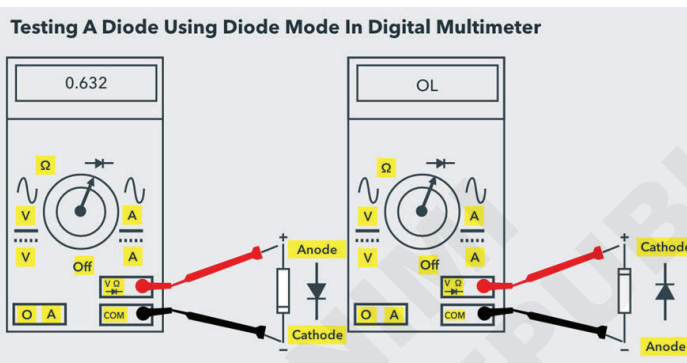 Testing A Diode Using Diode Mode In Digital Multimeter
0.632
Ω
V
A
V
A
Off
V Ω
O A
COM
+
Anode
Cathode
–
OL
Ω
V
A
V
A
Off
V Ω
O A
COM
+
Cathode
Anode
–